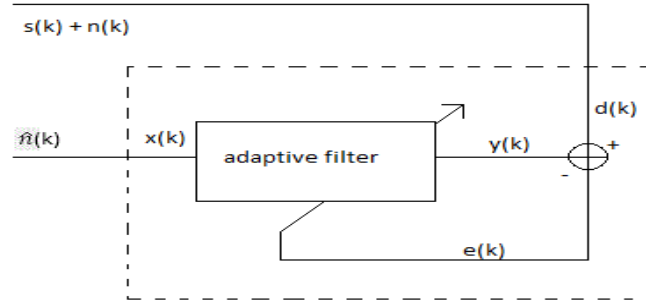 s(k) + n(k)
d(k)
n̂(k)
x(k)
adaptive filter
y(k)
+
-
e(k)